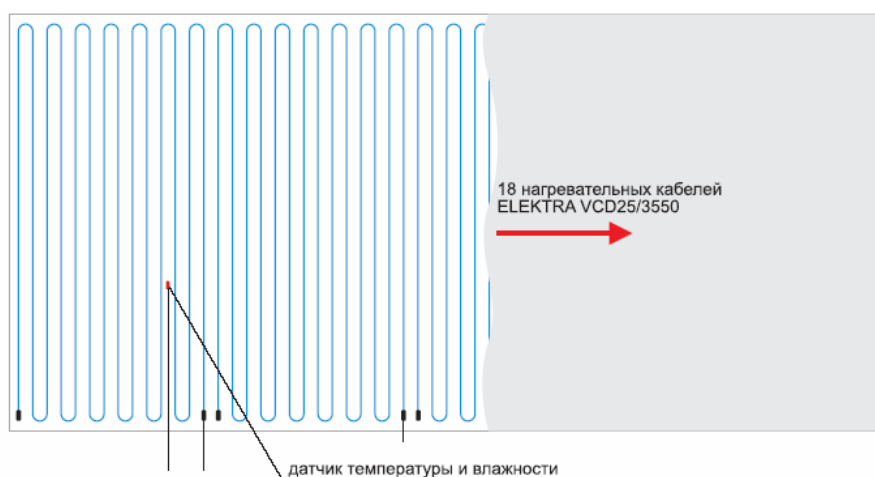 18 нагревательных кабелей
ELEKTRA VCD25/3550
датчик температуры и влажности